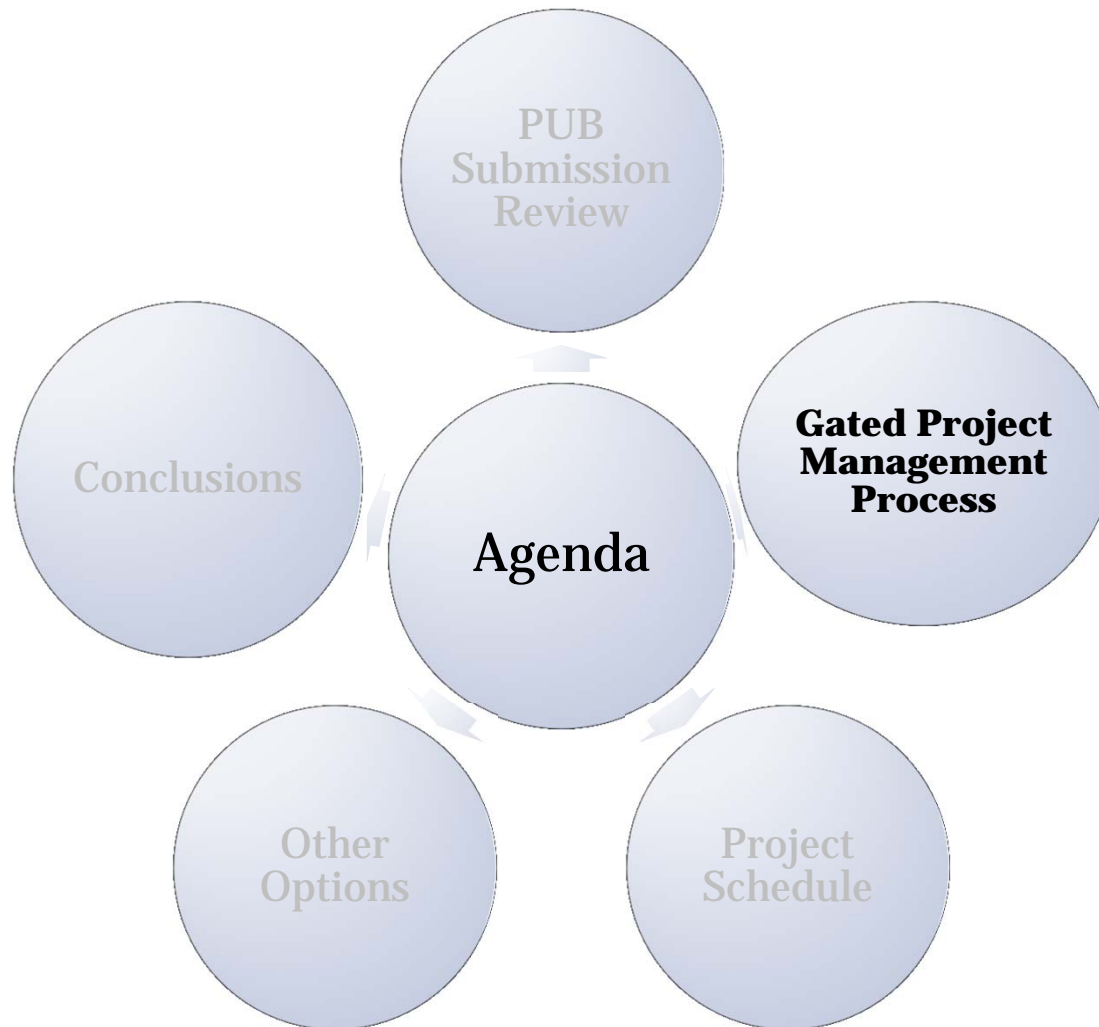 PUB
Submission
Review
Gated Project
Management
Process
Conclusions
Agenda
Other
Options
Project
Schedule